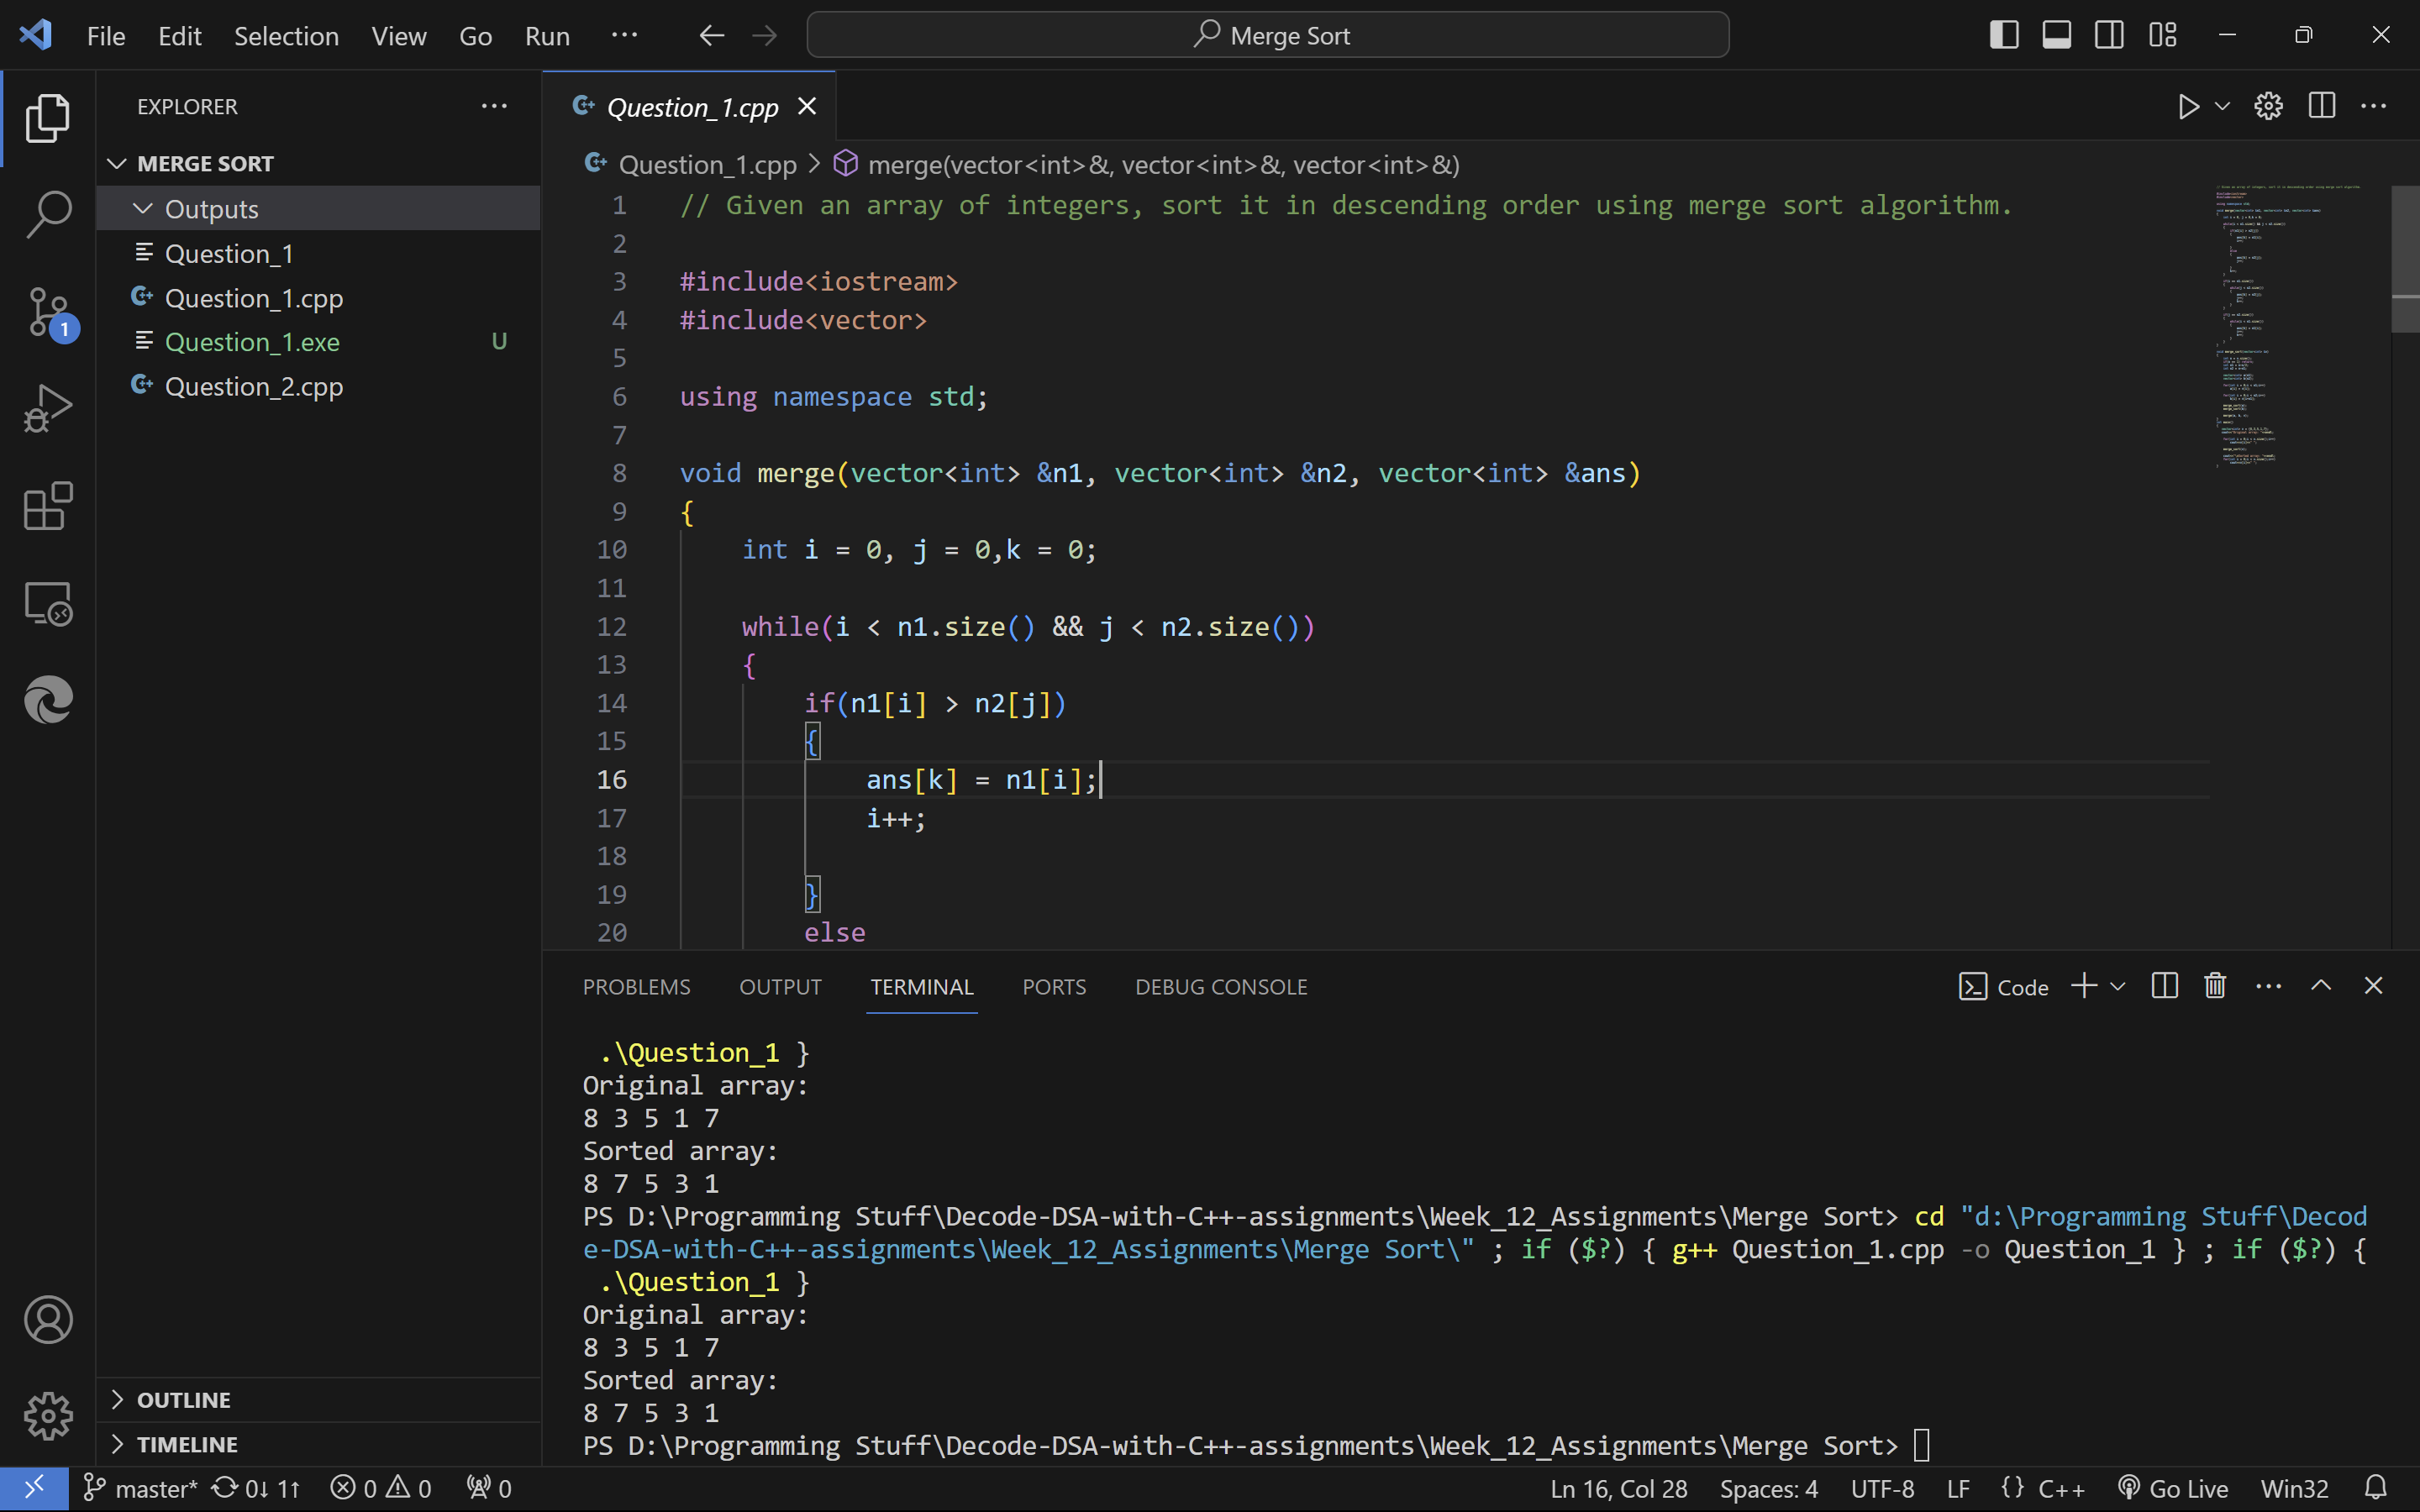 File Edit Selection View Go Run ··· Merge Sort
EXPLORER
MERGE SORT
Outputs
Question_1
Question_1.cpp
Question_1.exe U
Question_2.cpp
OUTLINE
TIMELINE
1
Question_1.cpp
Question_1.cpp > merge(vector<int>&, vector<int>&, vector<int>&)
1 // Given an array of integers, sort it in descending order using merge sort algorithm.
2
3 #include<iostream>
4 #include<vector>
5
6 using namespace std;
7
8 void merge(vector<int> &n1, vector<int> &n2, vector<int> &ans)
9 {
10 int i = 0, j = 0,k = 0;
11
12 while(i < n1.size() && j < n2.size())
13 {
14 if(n1[i] > n2[j])
15 {
16 ans[k] = n1[i];
17 i++;
18
19 }
20 else
PROBLEMS OUTPUT TERMINAL PORTS DEBUG CONSOLE Code
.\Question_1 }
Original array:
8 3 5 1 7
Sorted array:
8 7 5 3 1
PS D:\Programming Stuff\Decode-DSA-with-C++-assignments\Week_12_Assignments\Merge Sort> cd "d:\Programming Stuff\Decod
e-DSA-with-C++-assignments\Week_12_Assignments\Merge Sort\" ; if ($?) { g++ Question_1.cpp -o Question_1 } ; if ($?) {
.\Question_1 }
Original array:
8 3 5 1 7
Sorted array:
8 7 5 3 1
PS D:\Programming Stuff\Decode-DSA-with-C++-assignments\Week_12_Assignments\Merge Sort>
master* 0↓ 1↑ 0 0 0 Ln 16, Col 28 Spaces: 4 UTF-8 LF {} C++ Go Live Win32